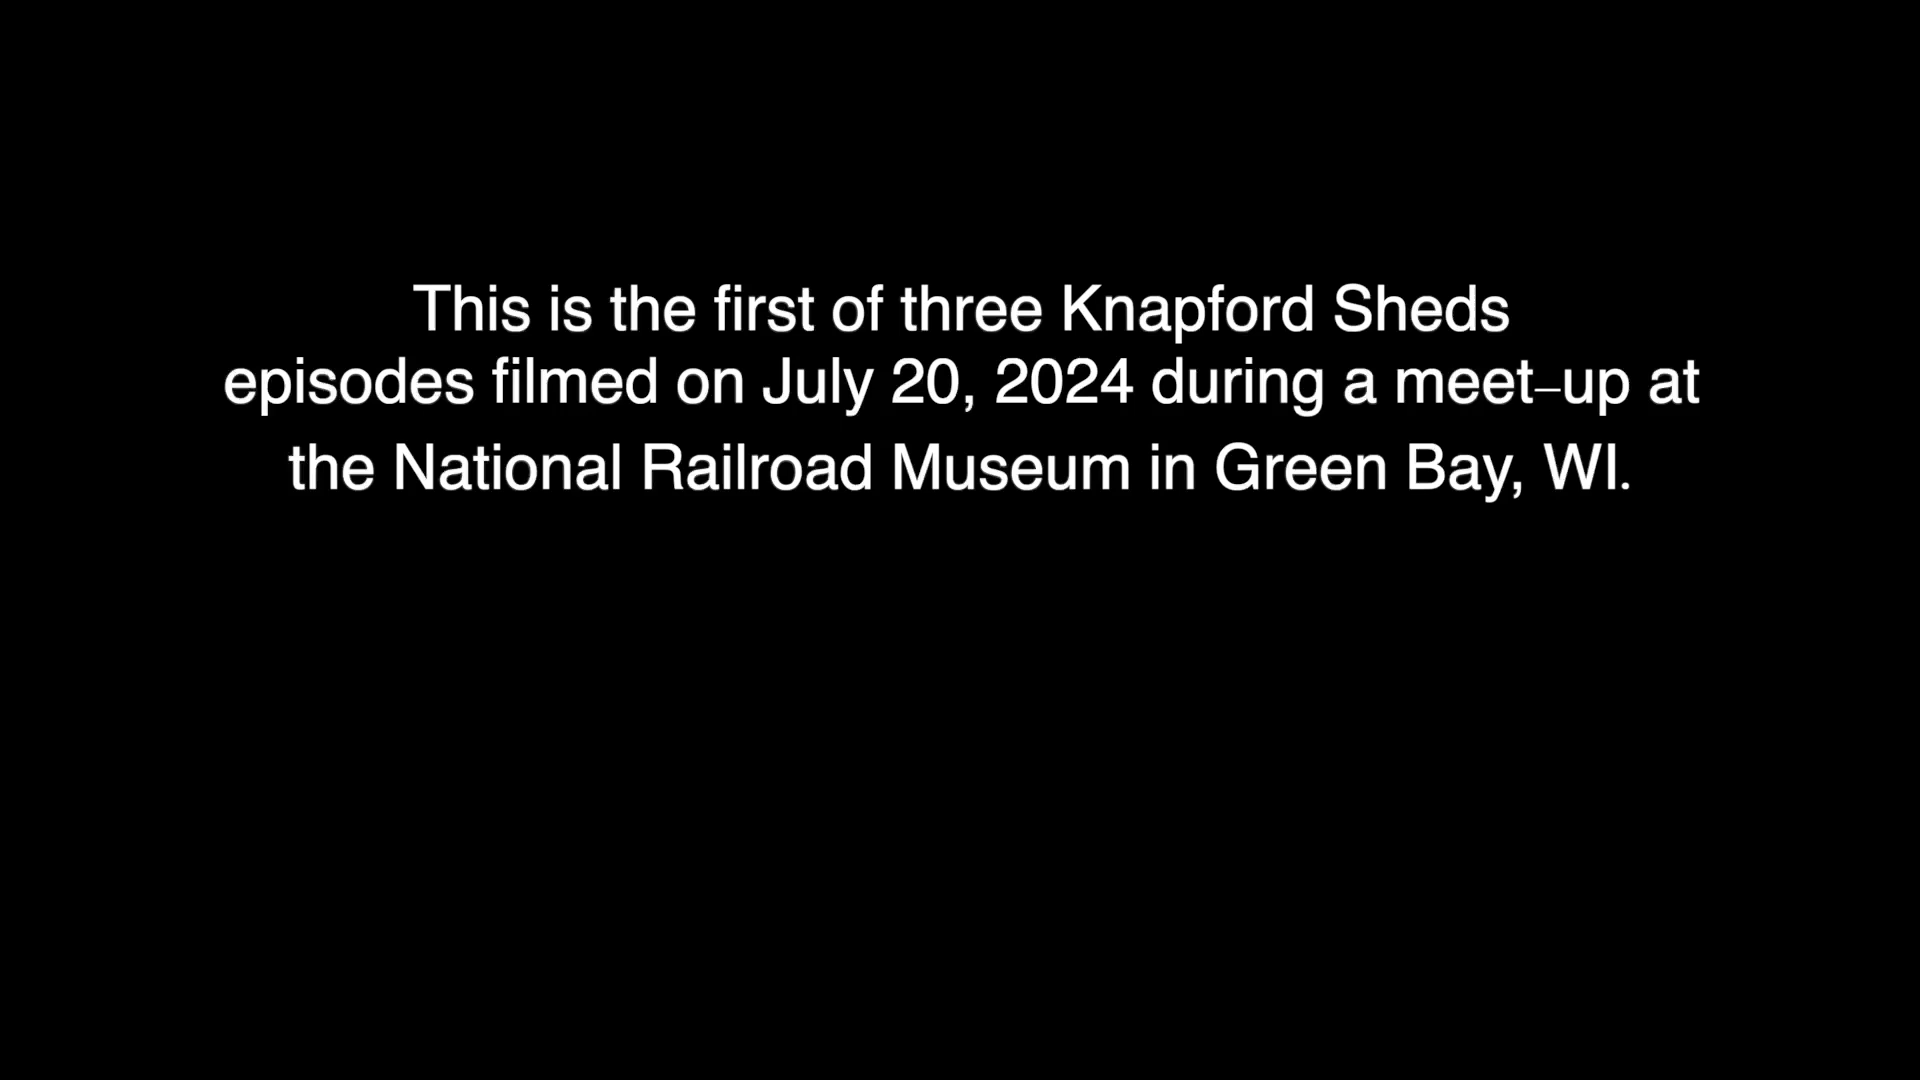 This is the first of three Knapford Sheds
episodes filmed on July 20, 2024 during a meet–up at
the National Railroad Museum in Green Bay, WI.